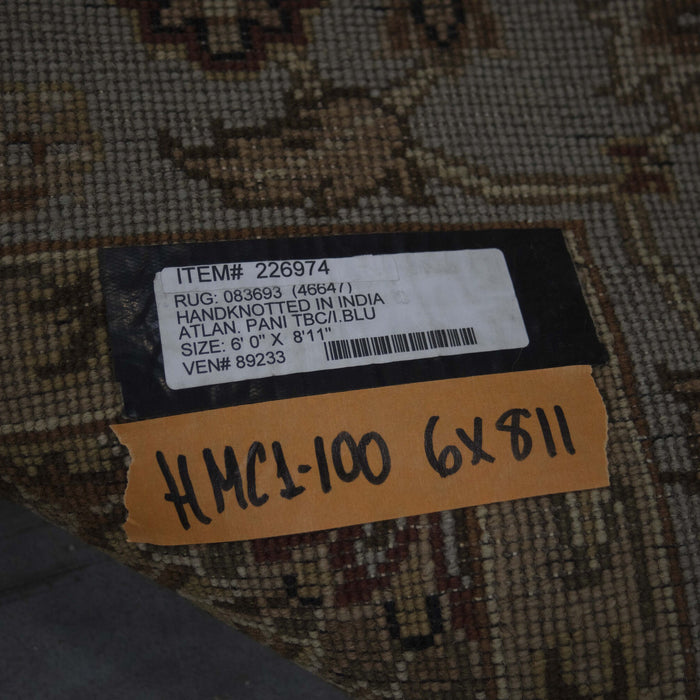 ITEM# 226974
RUG: 083693 (46647)
HANDKNOTTED IN INDIA
ATLAN. PANI TBC/I.BLU
SIZE: 6' 0" X 8'11"
VEN# 89233
HMC1-100 6X811